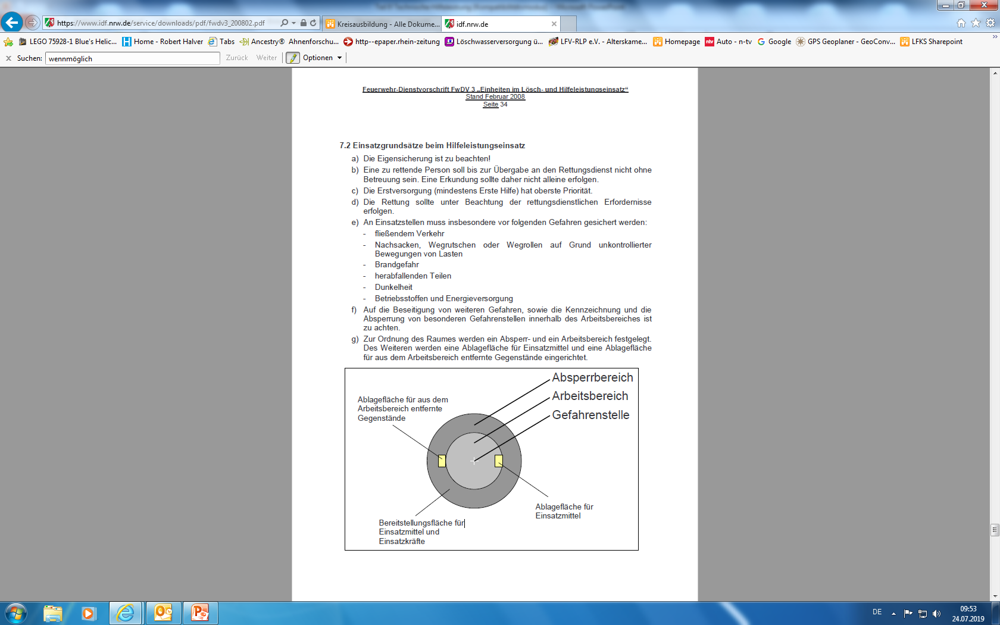 https://www.idf.nrw.de/service/downloads/pdf/fwdv3_200802.pdf
Kreisausbildung - Alle Dokume...
idf.nrw.de
LEGO 75928-1 Blue's Helic...
Home - Robert Halver
Tabs
Ancestry® Ahnenforschu...
http--epaper.rhein-zeitung
Löschwasserversorgung ü...
LFV-RLP e.V. - Alterskame...
Homepage
ntv Auto - n-tv
Google
GPS Geoplaner - GeoConv...
LFKS Sharepoint
Suchen: wennmöglich Zurück Weiter Optionen
Feuerwehr-Dienstvorschrift FwDV 3 „Einheiten im Lösch- und Hilfeleistungseinsatz“
Stand Februar 2008
Seite 34
7.2 Einsatzgrundsätze beim Hilfeleistungseinsatz
a) Die Eigensicherung ist zu beachten!
b) Eine zu rettende Person soll bis zur Übergabe an den Rettungsdienst nicht ohne
Betreuung sein. Eine Erkundung sollte daher nicht alleine erfolgen.
c) Die Erstversorgung (mindestens Erste Hilfe) hat oberste Priorität.
d) Die Rettung sollte unter Beachtung der rettungsdienstlichen Erfordernisse
erfolgen.
e) An Einsatzstellen muss insbesondere vor folgenden Gefahren gesichert werden:
- fließendem Verkehr
- Nachsacken, Wegrutschen oder Wegrollen auf Grund unkontrollierter
Bewegungen von Lasten
- Brandgefahr
- herabfallenden Teilen
- Dunkelheit
- Betriebsstoffen und Energieversorgung
f) Auf die Beseitigung von weiteren Gefahren, sowie die Kennzeichnung und die
Absperrung von besonderen Gefahrenstellen innerhalb des Arbeitsbereiches ist
zu achten.
g) Zur Ordnung des Raumes werden ein Absperr- und ein Arbeitsbereich festgelegt.
Des Weiteren werden eine Ablagefläche für Einsatzmittel und eine Ablagefläche
für aus dem Arbeitsbereich entfernte Gegenstände eingerichtet.
Absperrbereich
Arbeitsbereich
Gefahrenstelle
Ablagefläche für aus dem
Arbeitsbereich entfernte
Gegenstände
Ablagefläche für
Einsatzmittel
Bereitstellungsfläche für
Einsatzmittel und
Einsatzkräfte
DE
09:53
24.07.2019